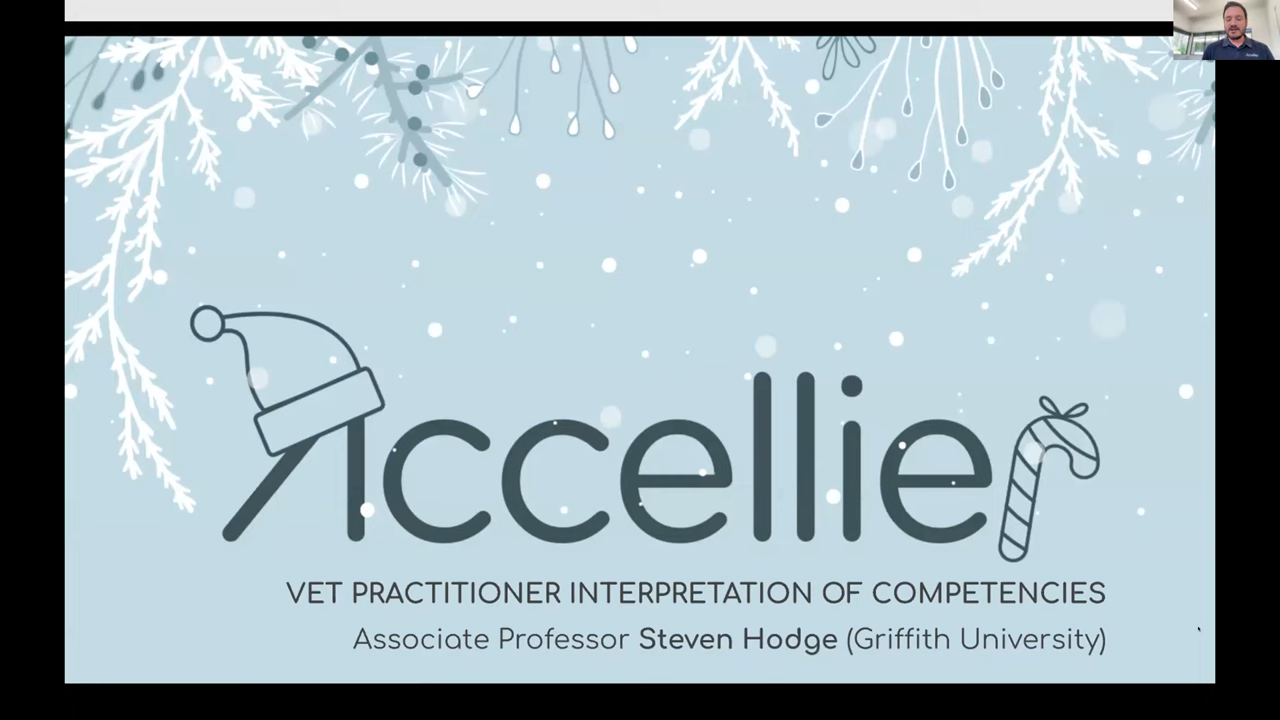 Accellier
VET PRACTITIONER INTERPRETATION OF COMPETENCIES
Associate Professor Steven Hodge (Griffith University)